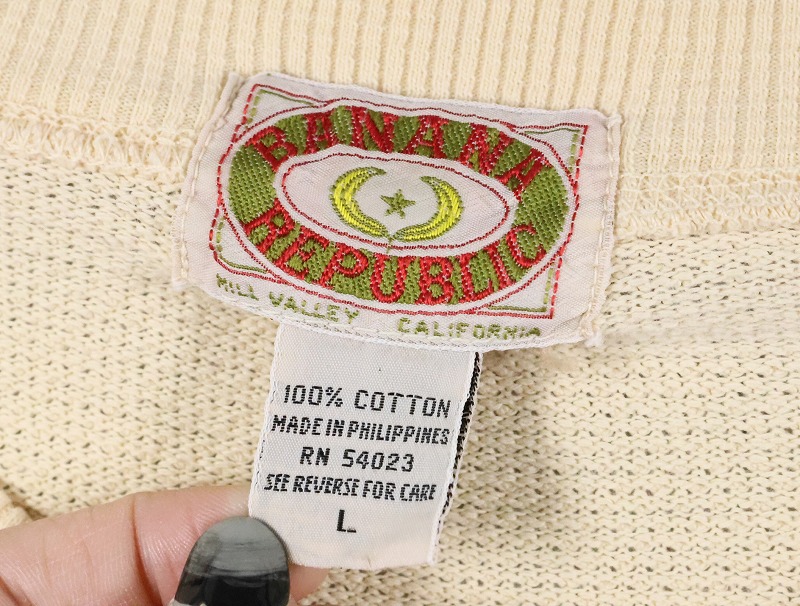 BANANA
REPUBLIC
MILL VALLEY CALIFORNIA
100% COTTON
MADE IN PHILIPPINES
RN 54023
SEE REVERSE FOR CARE
L